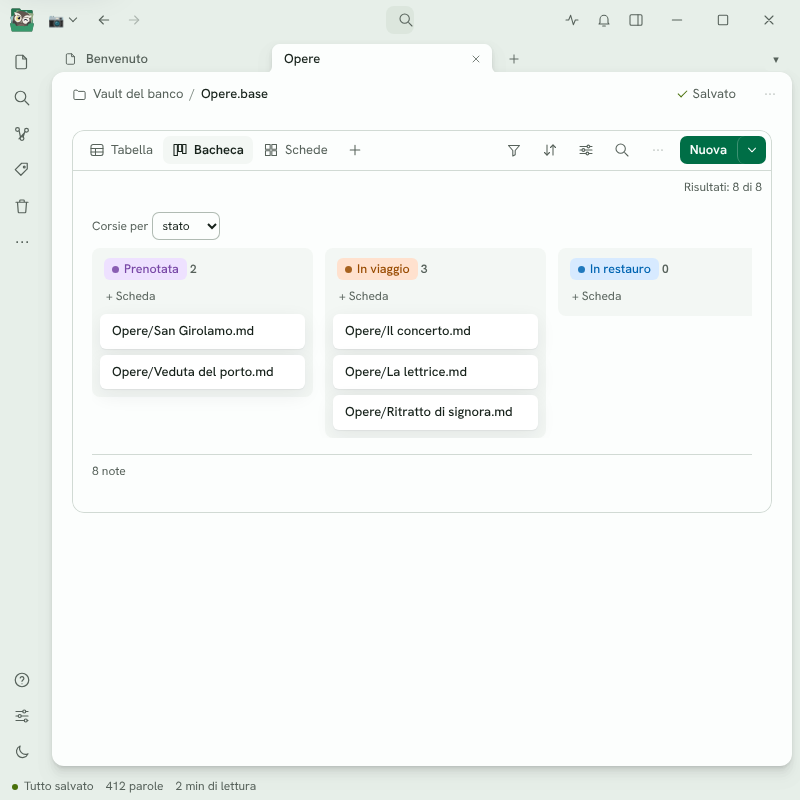 Benvenuto
Opere
Vault del banco / Opere.base
Salvato
Tabella
Bacheca
Schede
Nuova
Risultati: 8 di 8
Corsie per stato
Prenotata 2
+ Scheda
Opere/San Girolamo.md
Opere/Veduta del porto.md
In viaggio 3
+ Scheda
Opere/Il concerto.md
Opere/La lettrice.md
Opere/Ritratto di signora.md
In restauro 0
+ Scheda
8 note
Tutto salvato 412 parole 2 min di lettura